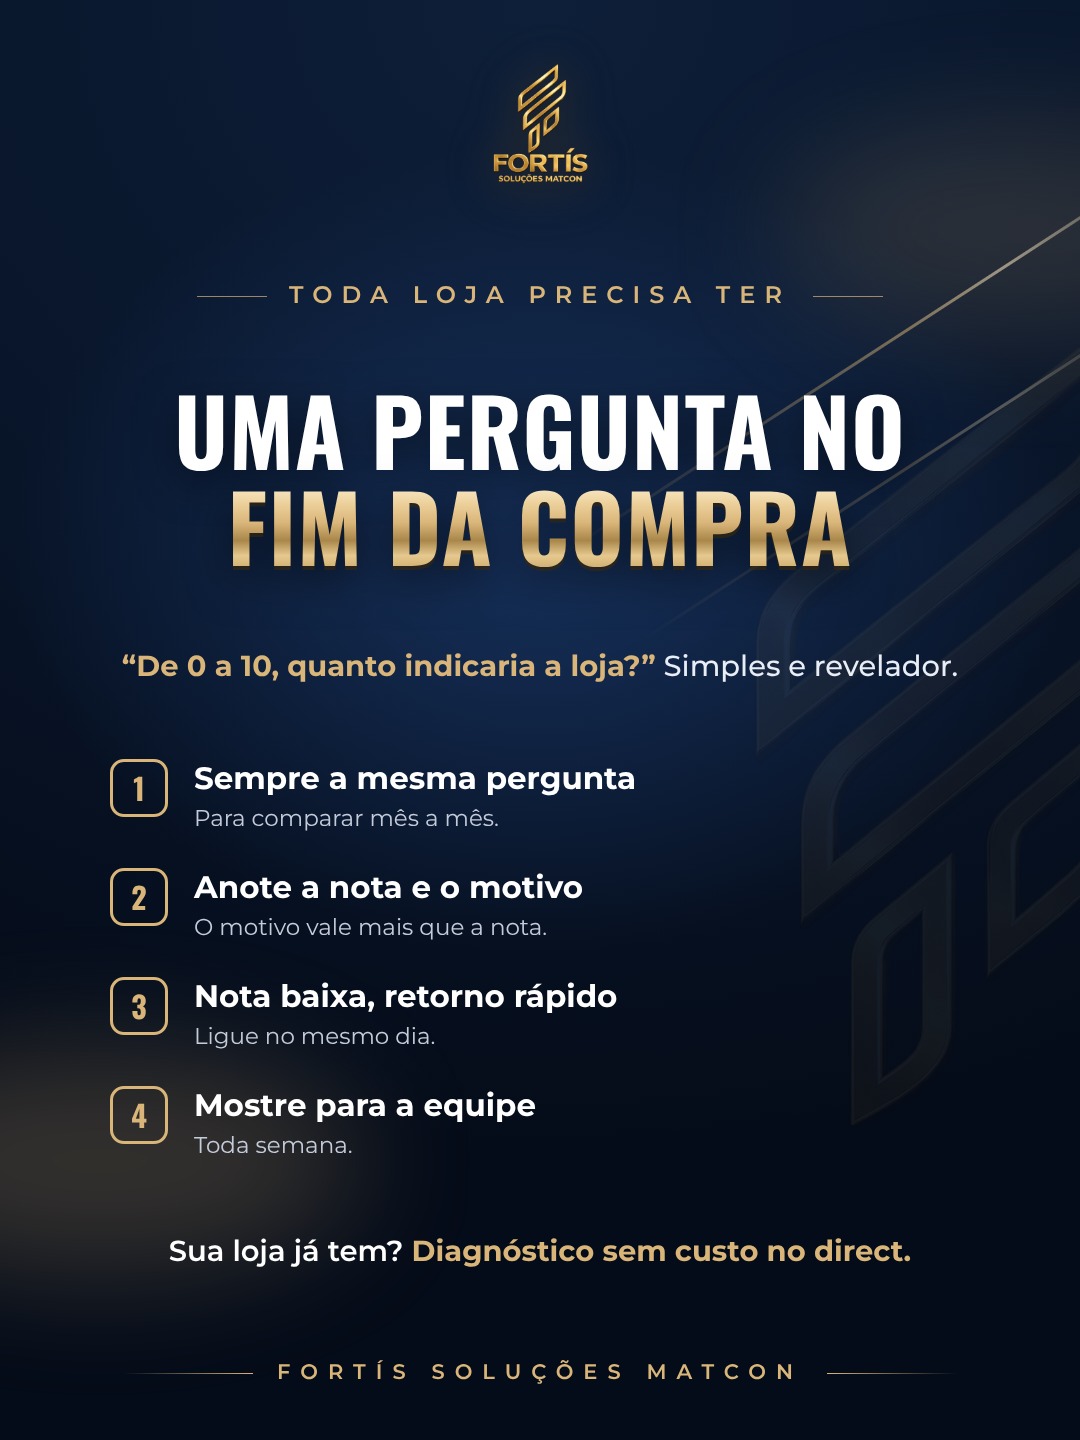 FORTÍS
SOLUÇÕES MATCON
TODA LOJA PRECISA TER
UMA PERGUNTA NO
FIM DA COMPRA
“De 0 a 10, quanto indicaria a loja?” Simples e revelador.
1
Sempre a mesma pergunta
Para comparar mês a mês.
2
Anote a nota e o motivo
O motivo vale mais que a nota.
3
Nota baixa, retorno rápido
Ligue no mesmo dia.
4
Mostre para a equipe
Toda semana.
Sua loja já tem? Diagnóstico sem custo no direct.
FORTÍS SOLUÇÕES MATCON